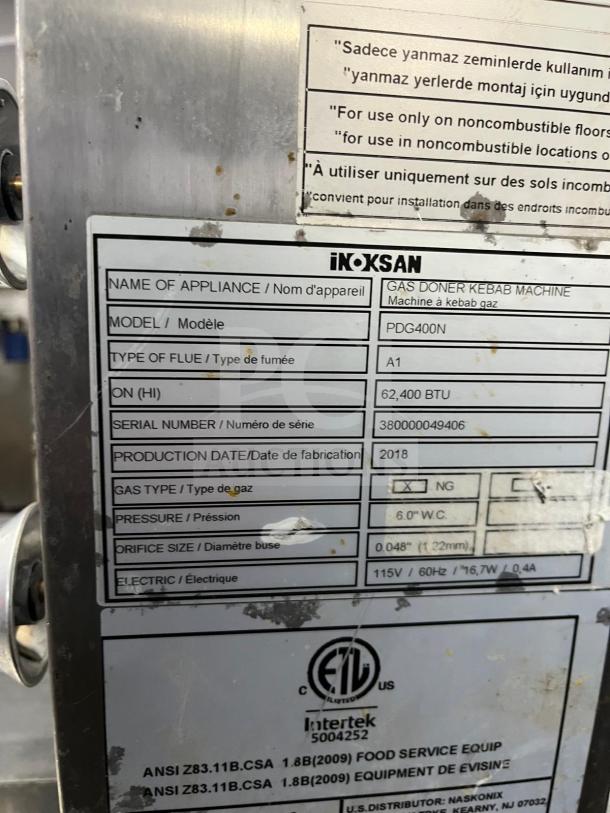 "Sadece yanmaz zeminlerde kullanım
"yanmaz yerlerde montaj için
"For use only on noncombustible floors
"for use in noncombustible locations
"À utiliser uniquement sur des sols
"convient pour installation dans des endroits
iNOKSAN
NAME OF APPLIANCE / Nom d'appareil GAS DONER KEBAB MACHINE
Machine à kebab gaz
MODEL / Modèle PDG400N
TYPE OF FLUE / Type de fumée A1
ON (HI) 62,400 BTU
SERIAL NUMBER / Numéro de série 380000049406
PRODUCTION DATE/Date de fabrication 2018
GAS TYPE / Type de gaz X NG
PRESSURE / Préssion 6.0" W.C.
ORIFICE SIZE / Diamètre buse 0.048" (1.22mm)
ELECTRIC / Électrique 115V / 60Hz / "16,7W / 0,4A
PC AUCTIONS
C ETL US
LISTED
Intertek
5004252
ANSI Z83.11B.CSA 1.8B(2009) FOOD SERVICE EQUIP
ANSI Z83.11B.CSA 1.8B(2009) EQUIPMENT DE EVISINE
U.S.DISTRIBUTOR: NASKONIX
KEARNY, NJ 07032,